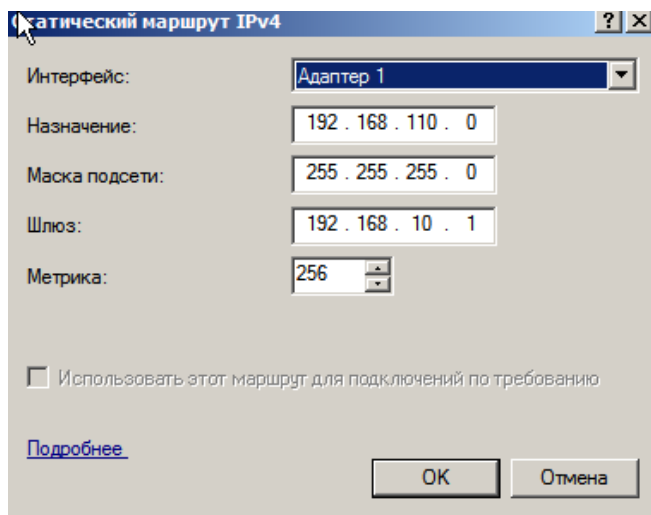 Статический маршрут IPv4
Интерфейс: Адаптер 1
Назначение: 192 . 168 . 110 . 0
Маска подсети: 255 . 255 . 255 . 0
Шлюз: 192 . 168 . 10 . 1
Метрика: 256
Использовать этот маршрут для подключений по требованию
Подробнее
OK Отмена